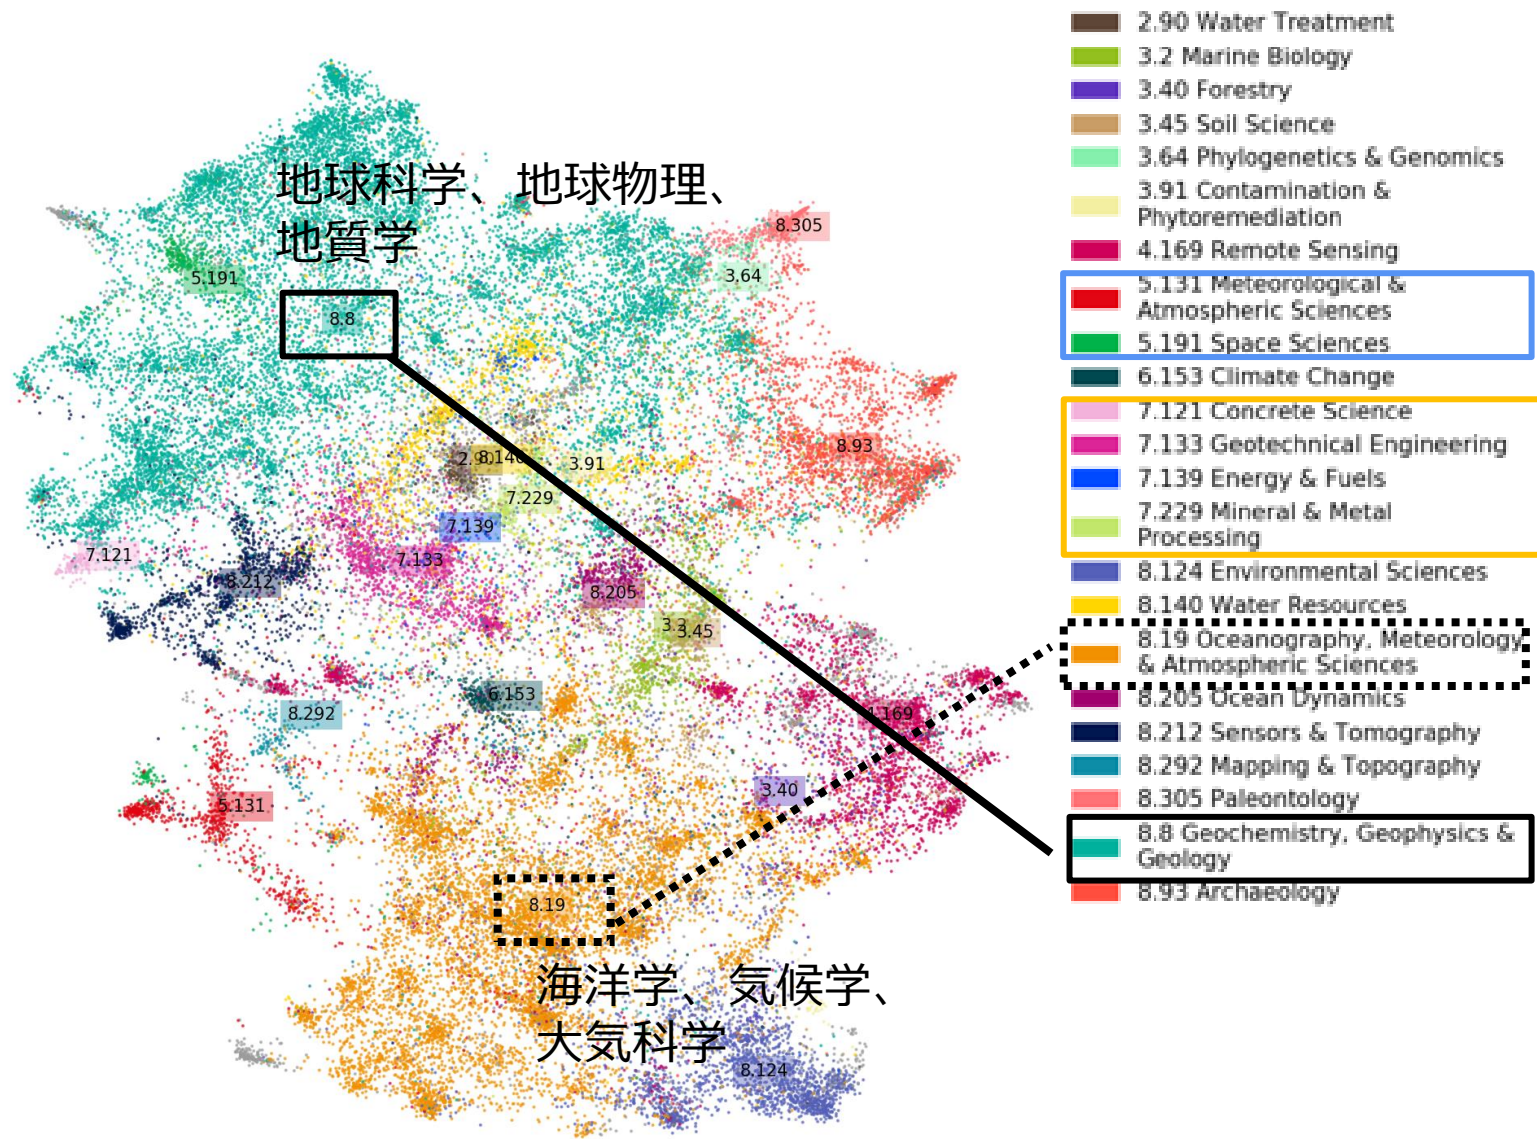 地球科学、地球物理、
地質学
8.305
3.64
5.191
8.8
8.93
2.90
8.140
3.91
7.229
7.139
7.121
7.133
8.212
8.205
3.2
3.45
6.153
8.292
4.169
3.40
5.131
8.19
海洋学、気候学、
大気科学
8.124
2.90 Water Treatment
3.2 Marine Biology
3.40 Forestry
3.45 Soil Science
3.64 Phylogenetics & Genomics
3.91 Contamination &
Phytoremediation
4.169 Remote Sensing
5.131 Meteorological &
Atmospheric Sciences
5.191 Space Sciences
6.153 Climate Change
7.121 Concrete Science
7.133 Geotechnical Engineering
7.139 Energy & Fuels
7.229 Mineral & Metal
Processing
8.124 Environmental Sciences
8.140 Water Resources
8.19 Oceanography, Meteorology
& Atmospheric Sciences
8.205 Ocean Dynamics
8.212 Sensors & Tomography
8.292 Mapping & Topography
8.305 Paleontology
8.8 Geochemistry, Geophysics &
Geology
8.93 Archaeology